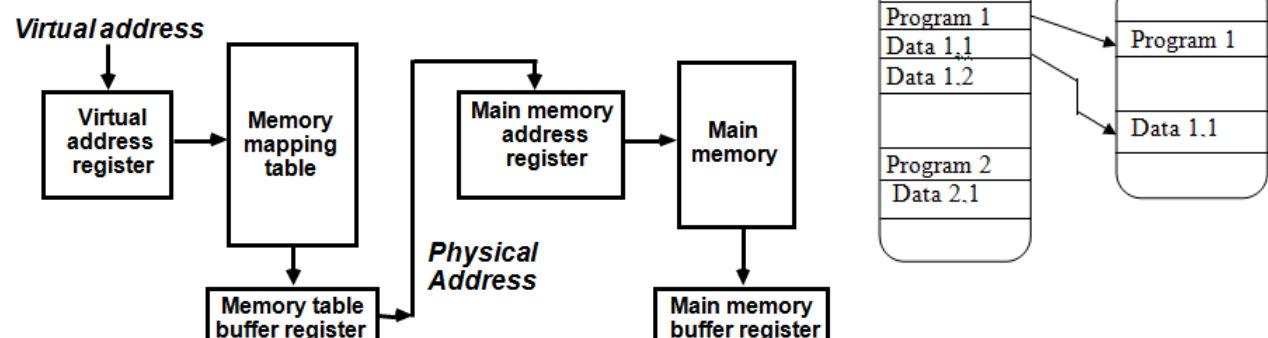 Virtual address
Virtual
address
register
Memory
mapping
table
Memory table
buffer register
Physical
Address
Main memory
address
register
Main
memory
Main memory
buffer register
Program 1
Data 1,1
Data 1,2
Program 2
Data 2,1
Program 1
Data 1,1